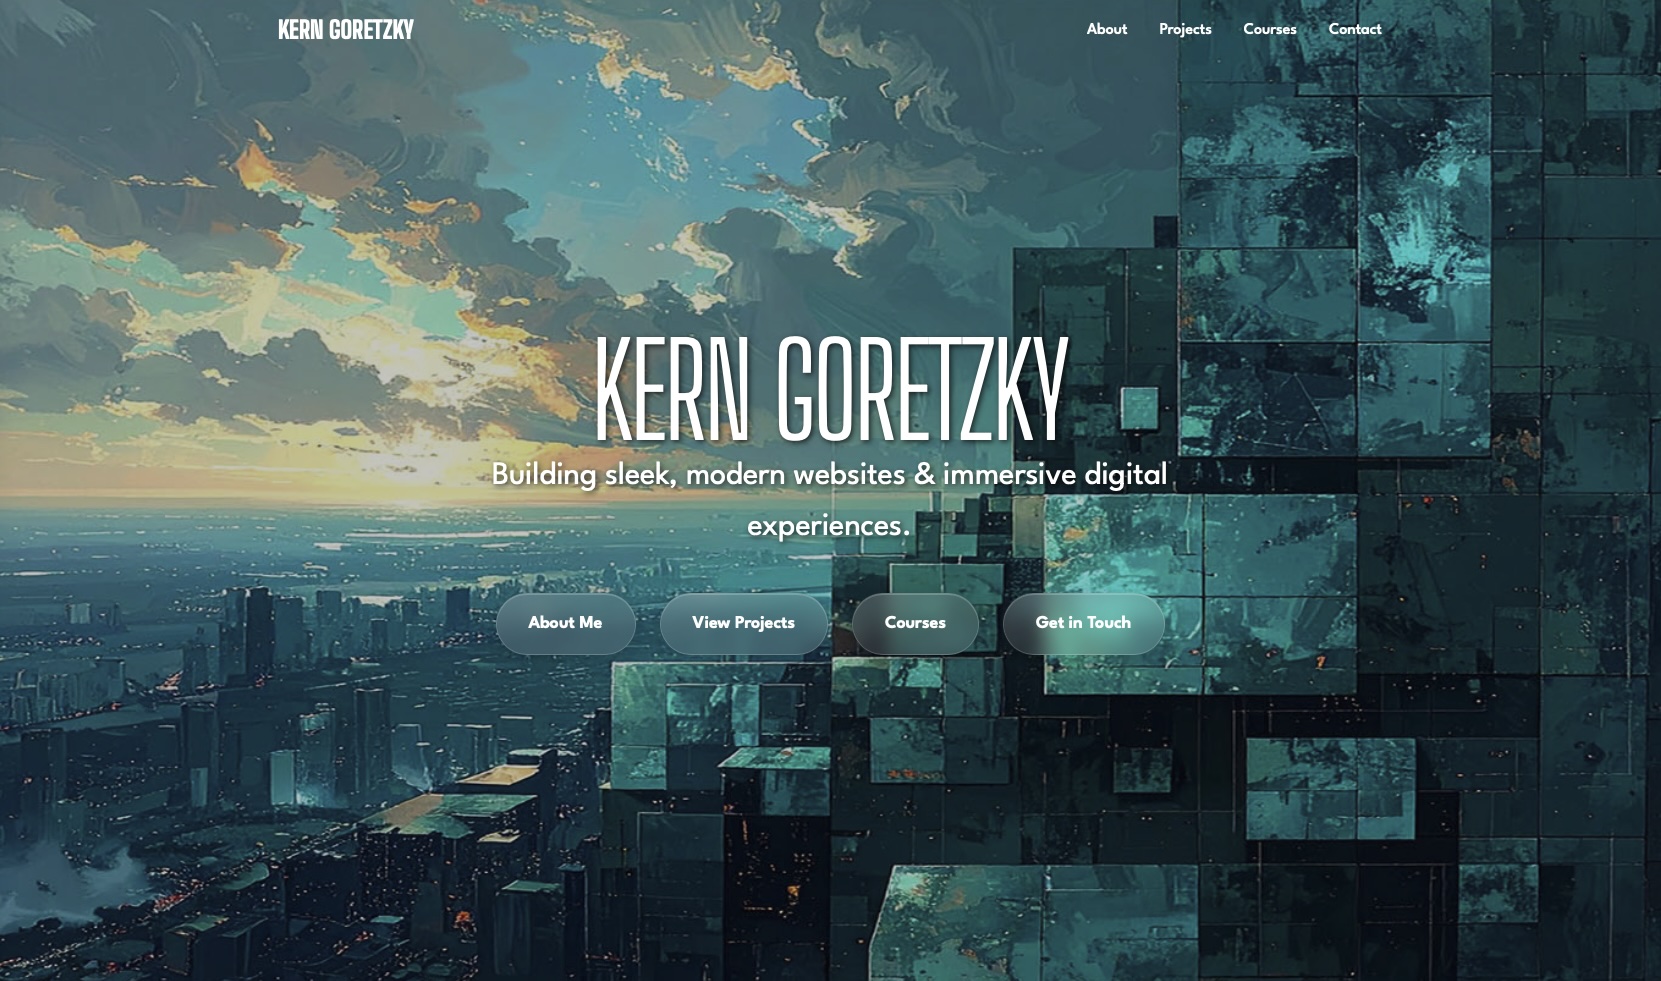 KERN GORETZKY
About Projects Courses Contact
KERN GORETZKY
Building sleek, modern websites & immersive digital
experiences.
About Me View Projects Courses Get in Touch